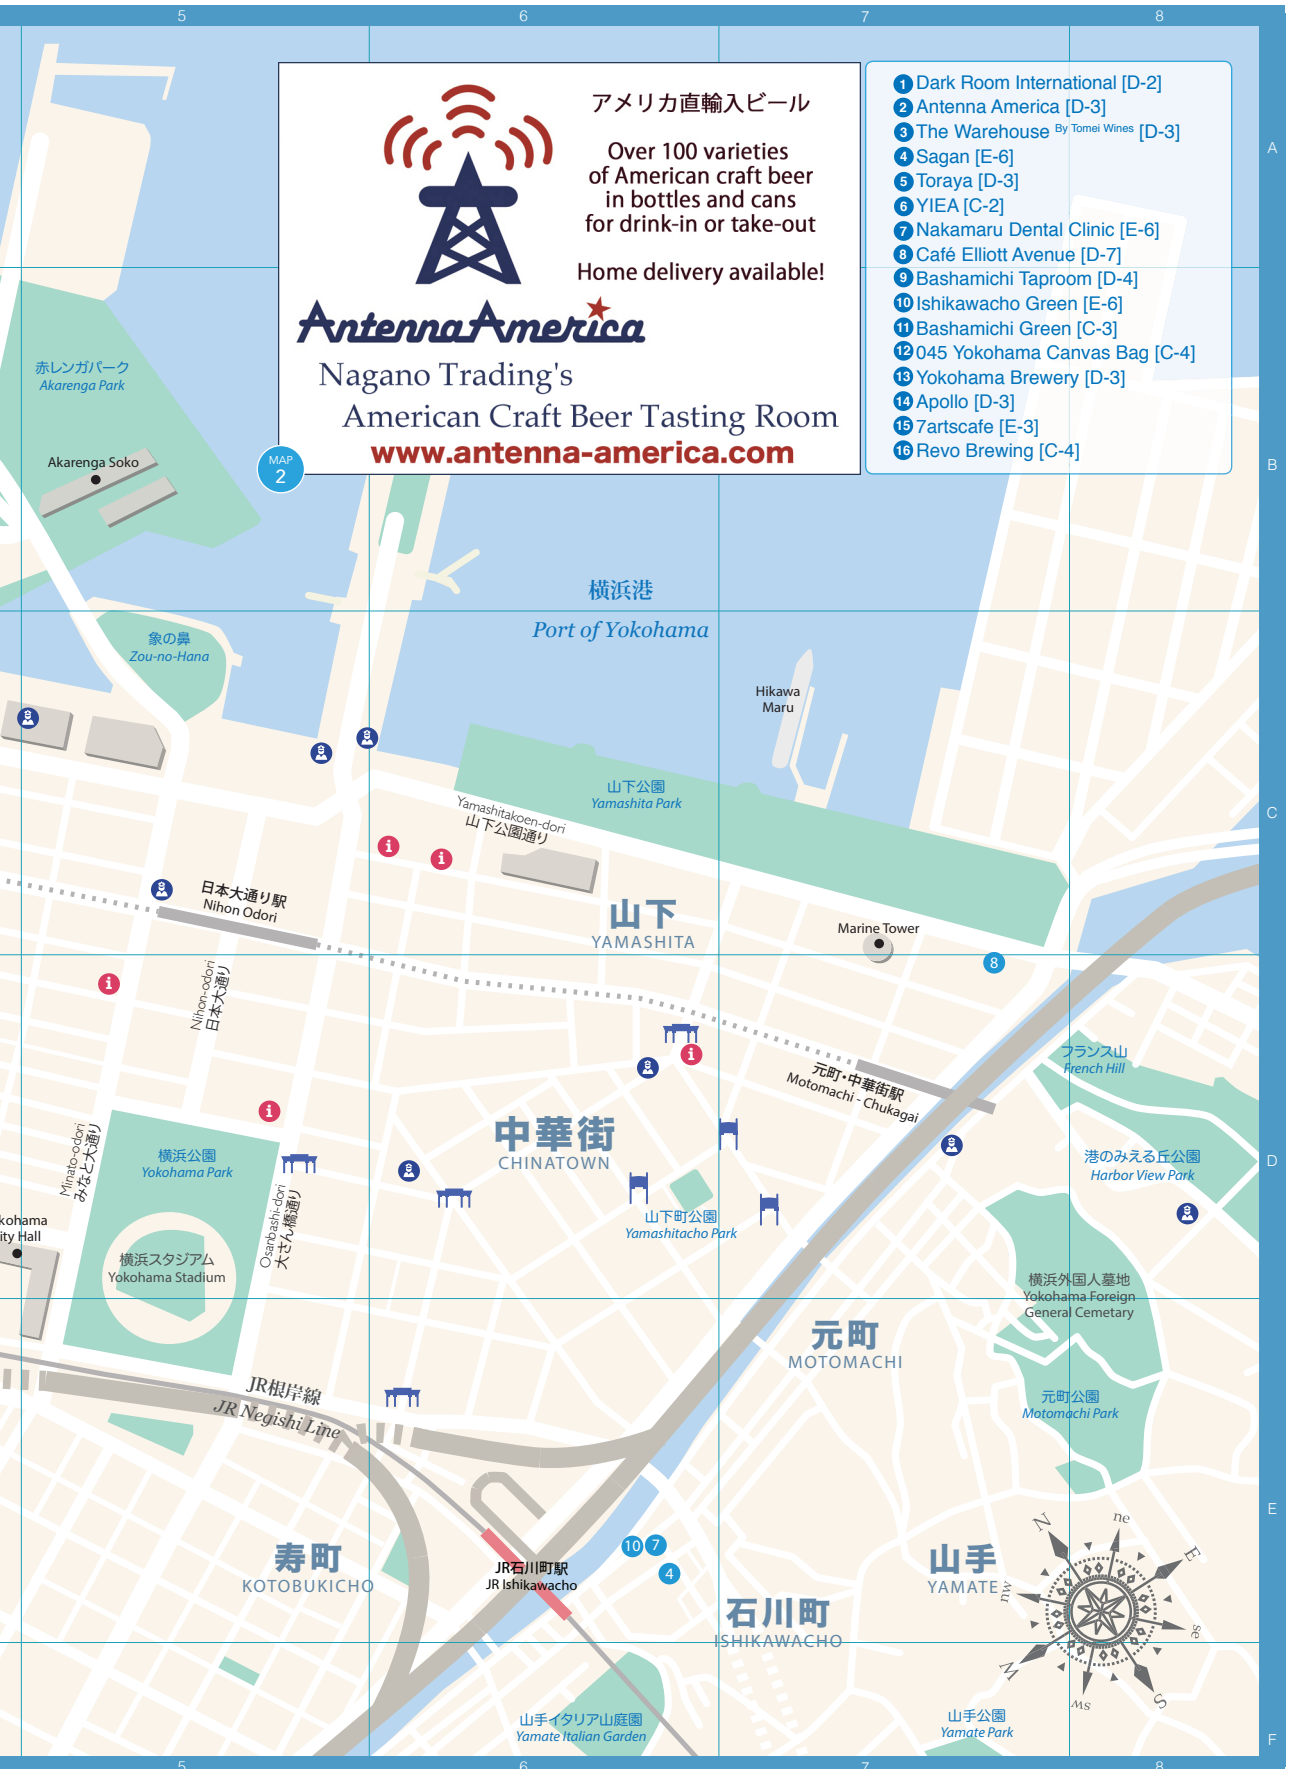 5
6
7
8
アメリカ直輸入ビール
Over 100 varieties
of American craft beer
in bottles and cans
for drink-in or take-out
Home delivery available!
AntennaAmerica
Nagano Trading's
American Craft Beer Tasting Room
www.antenna-america.com
1 Dark Room International [D-2]
2 Antenna America [D-3]
3 The Warehouse By Tomei Wines [D-3]
4 Sagan [E-6]
5 Toraya [D-3]
6 YIEA [C-2]
7 Nakamaru Dental Clinic [E-6]
8 Café Elliott Avenue [D-7]
9 Bashamichi Taproom [D-4]
10 Ishikawacho Green [E-6]
11 Bashamichi Green [C-3]
12 045 Yokohama Canvas Bag [C-4]
13 Yokohama Brewery [D-3]
14 Apollo [D-3]
15 7artscafe [E-3]
16 Revo Brewing [C-4]
A
赤レンガパーク
Akarenga Park
Akarenga Soko
MAP
2
B
横浜港
Port of Yokohama
象の鼻
Zou-no-Hana
Hikawa
Maru
山下公園
Yamashita Park
Yamashitakoen-dori
山下公園通り
C
日本大通り駅
Nihon Odori
山下
YAMASHITA
Marine Tower
8
Nihon-odori
日本大通り
フランス山
French Hill
元町・中華街駅
Motomachi - Chukagai
中華街
CHINATOWN
Minato-odori
みなと大通り
横浜公園
Yokohama Park
港のみえる丘公園
Harbor View Park
D
Osanbashi-dori
大さん橋通り
山下町公園
Yamashitacho Park
kohama
ity Hall
横浜スタジアム
Yokohama Stadium
横浜外国人墓地
Yokohama Foreign
General Cemetary
元町
MOTOMACHI
JR根岸線
JR Negishi Line
元町公園
Motomachi Park
E
10
7
4
寿町
KOTOBUKICHO
JR石川町駅
JR Ishikawacho
山手
YAMATE
石川町
ISHIKAWACHO
N
ne
E
se
S
sw
W
nw
山手イタリア山庭園
Yamate Italian Garden
山手公園
Yamate Park
F
5
6
7
8